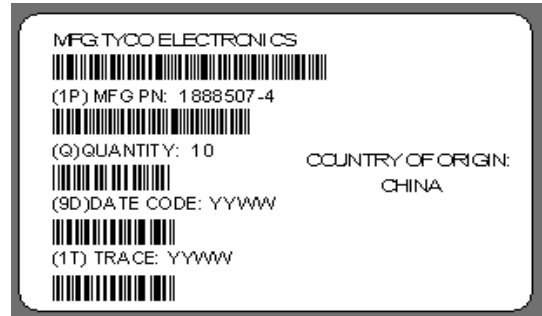 MFG:TYCO ELECTRONICS
(1P) MFG PN: 1888507-4
(Q)QUANTITY: 10
COUNTRY OF ORIGIN:
CHINA
(9D)DATE CODE: YYWW
(1T) TRACE: YYWW